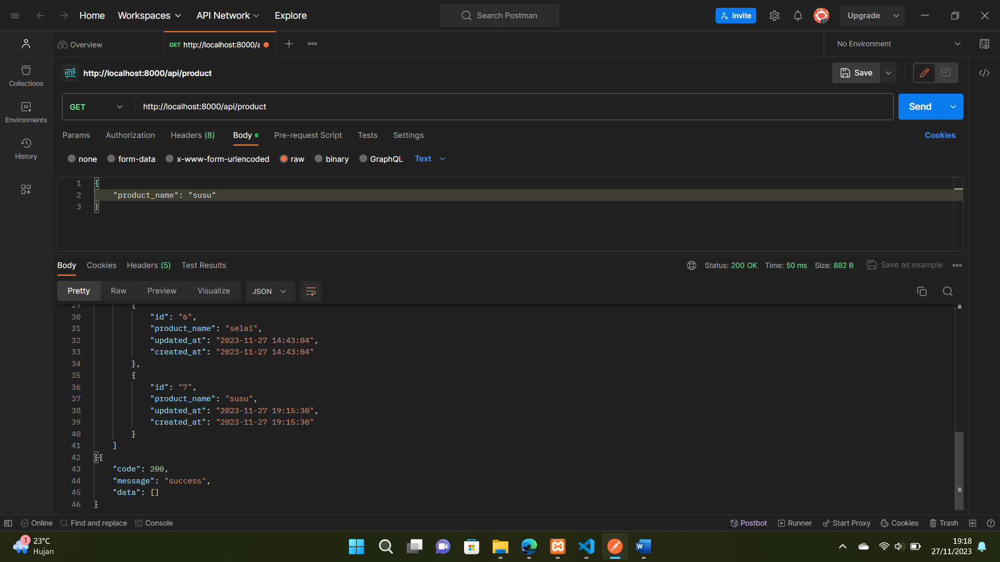 Home Workspaces API Network Explore Search Postman Invite Upgrade
Overview GET http://localhost:8000/a No Environment
HTTP http://localhost:8000/api/product Save
Collections
GET http://localhost:8000/api/product Send
Environments
Params Authorization Headers (8) Body Pre-request Script Tests Settings Cookies
History
none form-data x-www-form-urlencoded raw binary GraphQL Text
1 {
2 "product_name": "susu"
3 }
Body Cookies Headers (5) Test Results Status: 200 OK Time: 50 ms Size: 882 B Save as example
Pretty Raw Preview Visualize JSON
29 {
30 "id": "6",
31 "product_name": "selai",
32 "updated_at": "2023-11-27 14:43:04",
33 "created_at": "2023-11-27 14:43:04"
34 },
35 {
36 "id": "7",
37 "product_name": "susu",
38 "updated_at": "2023-11-27 19:15:30",
39 "created_at": "2023-11-27 19:15:30"
40 }
41 ]
42 }{
43 "code": 200,
44 "message": "success",
45 "data": []
46 }
Online Find and replace Console Postbot Runner Start Proxy Cookies Trash
1 23°C
Hujan
W
19:18
27/11/2023